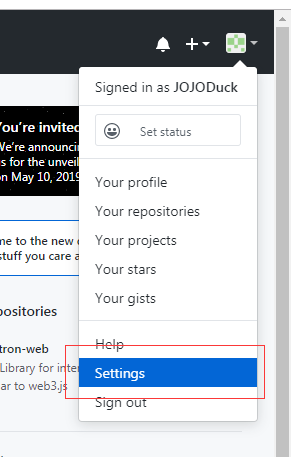 Signed in as JOJODuck
Set status
You're invited
We're announcin
s for the unveil
on May 10, 2019
me to the new d
stuff you care a
Your profile
Your repositories
Your projects
Your stars
Your gists
positories
Help
tron-web
Settings
Library for inter
ar to web3.js
Sign out